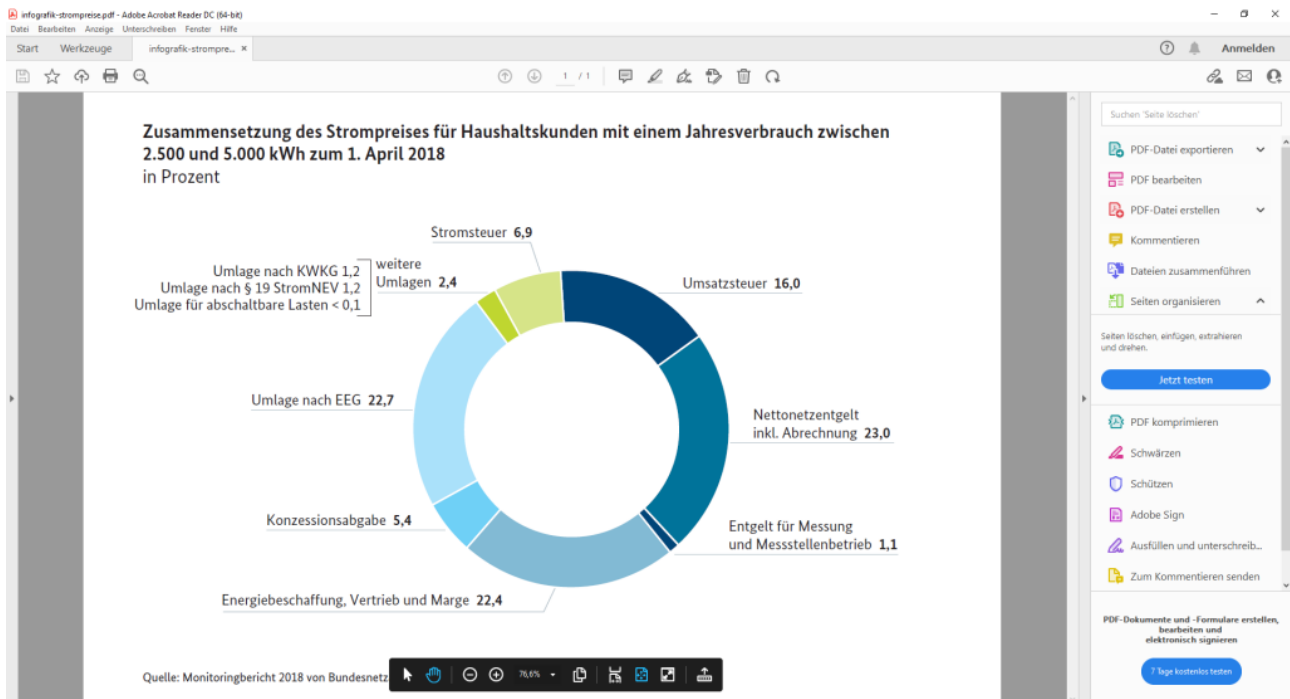 infografik-strompreise.pdf - Adobe Acrobat Reader DC (64-bit)
Datei Bearbeiten Anzeige Unterschreiben Fenster Hilfe
Start Werkzeuge infografik-strompre... × Anmelden
1 / 1
Zusammensetzung des Strompreises für Haushaltskunden mit einem Jahresverbrauch zwischen
2.500 und 5.000 kWh zum 1. April 2018
in Prozent
Stromsteuer 6,9
weitere
Umlagen 2,4
Umlage nach KWKG 1,2
Umlage nach § 19 StromNEV 1,2
Umlage für abschaltbare Lasten < 0,1
Umsatzsteuer 16,0
Umlage nach EEG 22,7
Nettonetzentgelt
inkl. Abrechnung 23,0
Konzessionsabgabe 5,4
Entgelt für Messung
und Messstellenbetrieb 1,1
Energiebeschaffung, Vertrieb und Marge 22,4
Quelle: Monitoringbericht 2018 von Bundesnetz
76,6%
Suchen 'Seite löschen'
PDF-Datei exportieren
PDF bearbeiten
PDF-Datei erstellen
Kommentieren
Dateien zusammenführen
Seiten organisieren
Seiten löschen, einfügen, extrahieren
und drehen.
Jetzt testen
PDF komprimieren
Schwärzen
Schützen
Adobe Sign
Ausfüllen und unterschreib...
Zum Kommentieren senden
PDF-Dokumente und -Formulare erstellen,
bearbeiten und
elektronisch signieren
7 Tage kostenlos testen